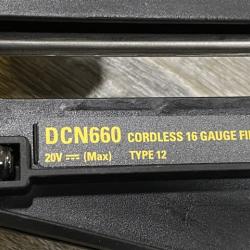 DCN660 CORDLESS 16 GAUGE
20V ⎓ (Max) TYPE 12